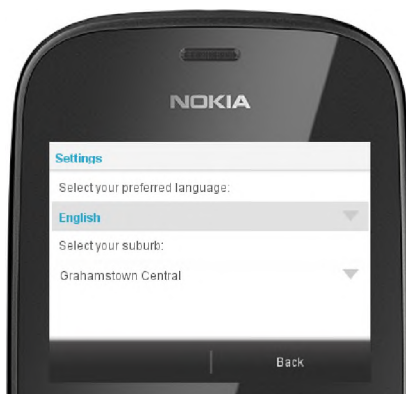 NOKIA
Settings
Select your preferred language:
English
Select your suburb:
Grahamstown Central
Back